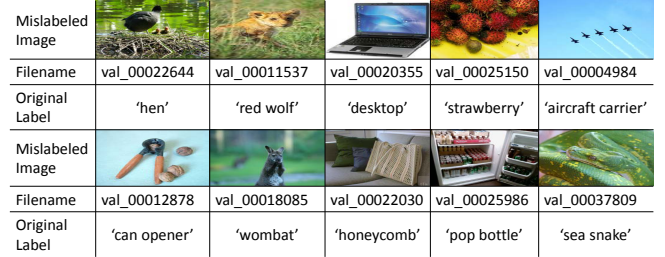 Mislabeled
Image
Filename val_00022644 val_00011537 val_00020355 val_00025150 val_00004984
Original
Label
‘hen’ ‘red wolf’ ‘desktop’ ‘strawberry’ ‘aircraft carrier’
Mislabeled
Image
Filename val_00012878 val_00018085 val_00022030 val_00025986 val_00037809
Original
Label
‘can opener’ ‘wombat’ ‘honeycomb’ ‘pop bottle’ ‘sea snake’